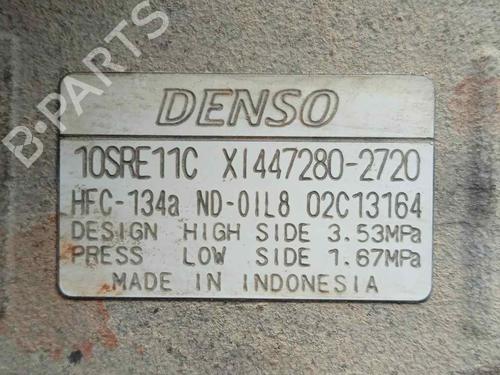 B-PARTS
DENSO
10SRE11C XI447280-2720
HFC-134a ND-OIL8 02C13164
DESIGN HIGH SIDE 3.53MPa
PRESS LOW SIDE 1.67MPa
MADE IN INDONESIA